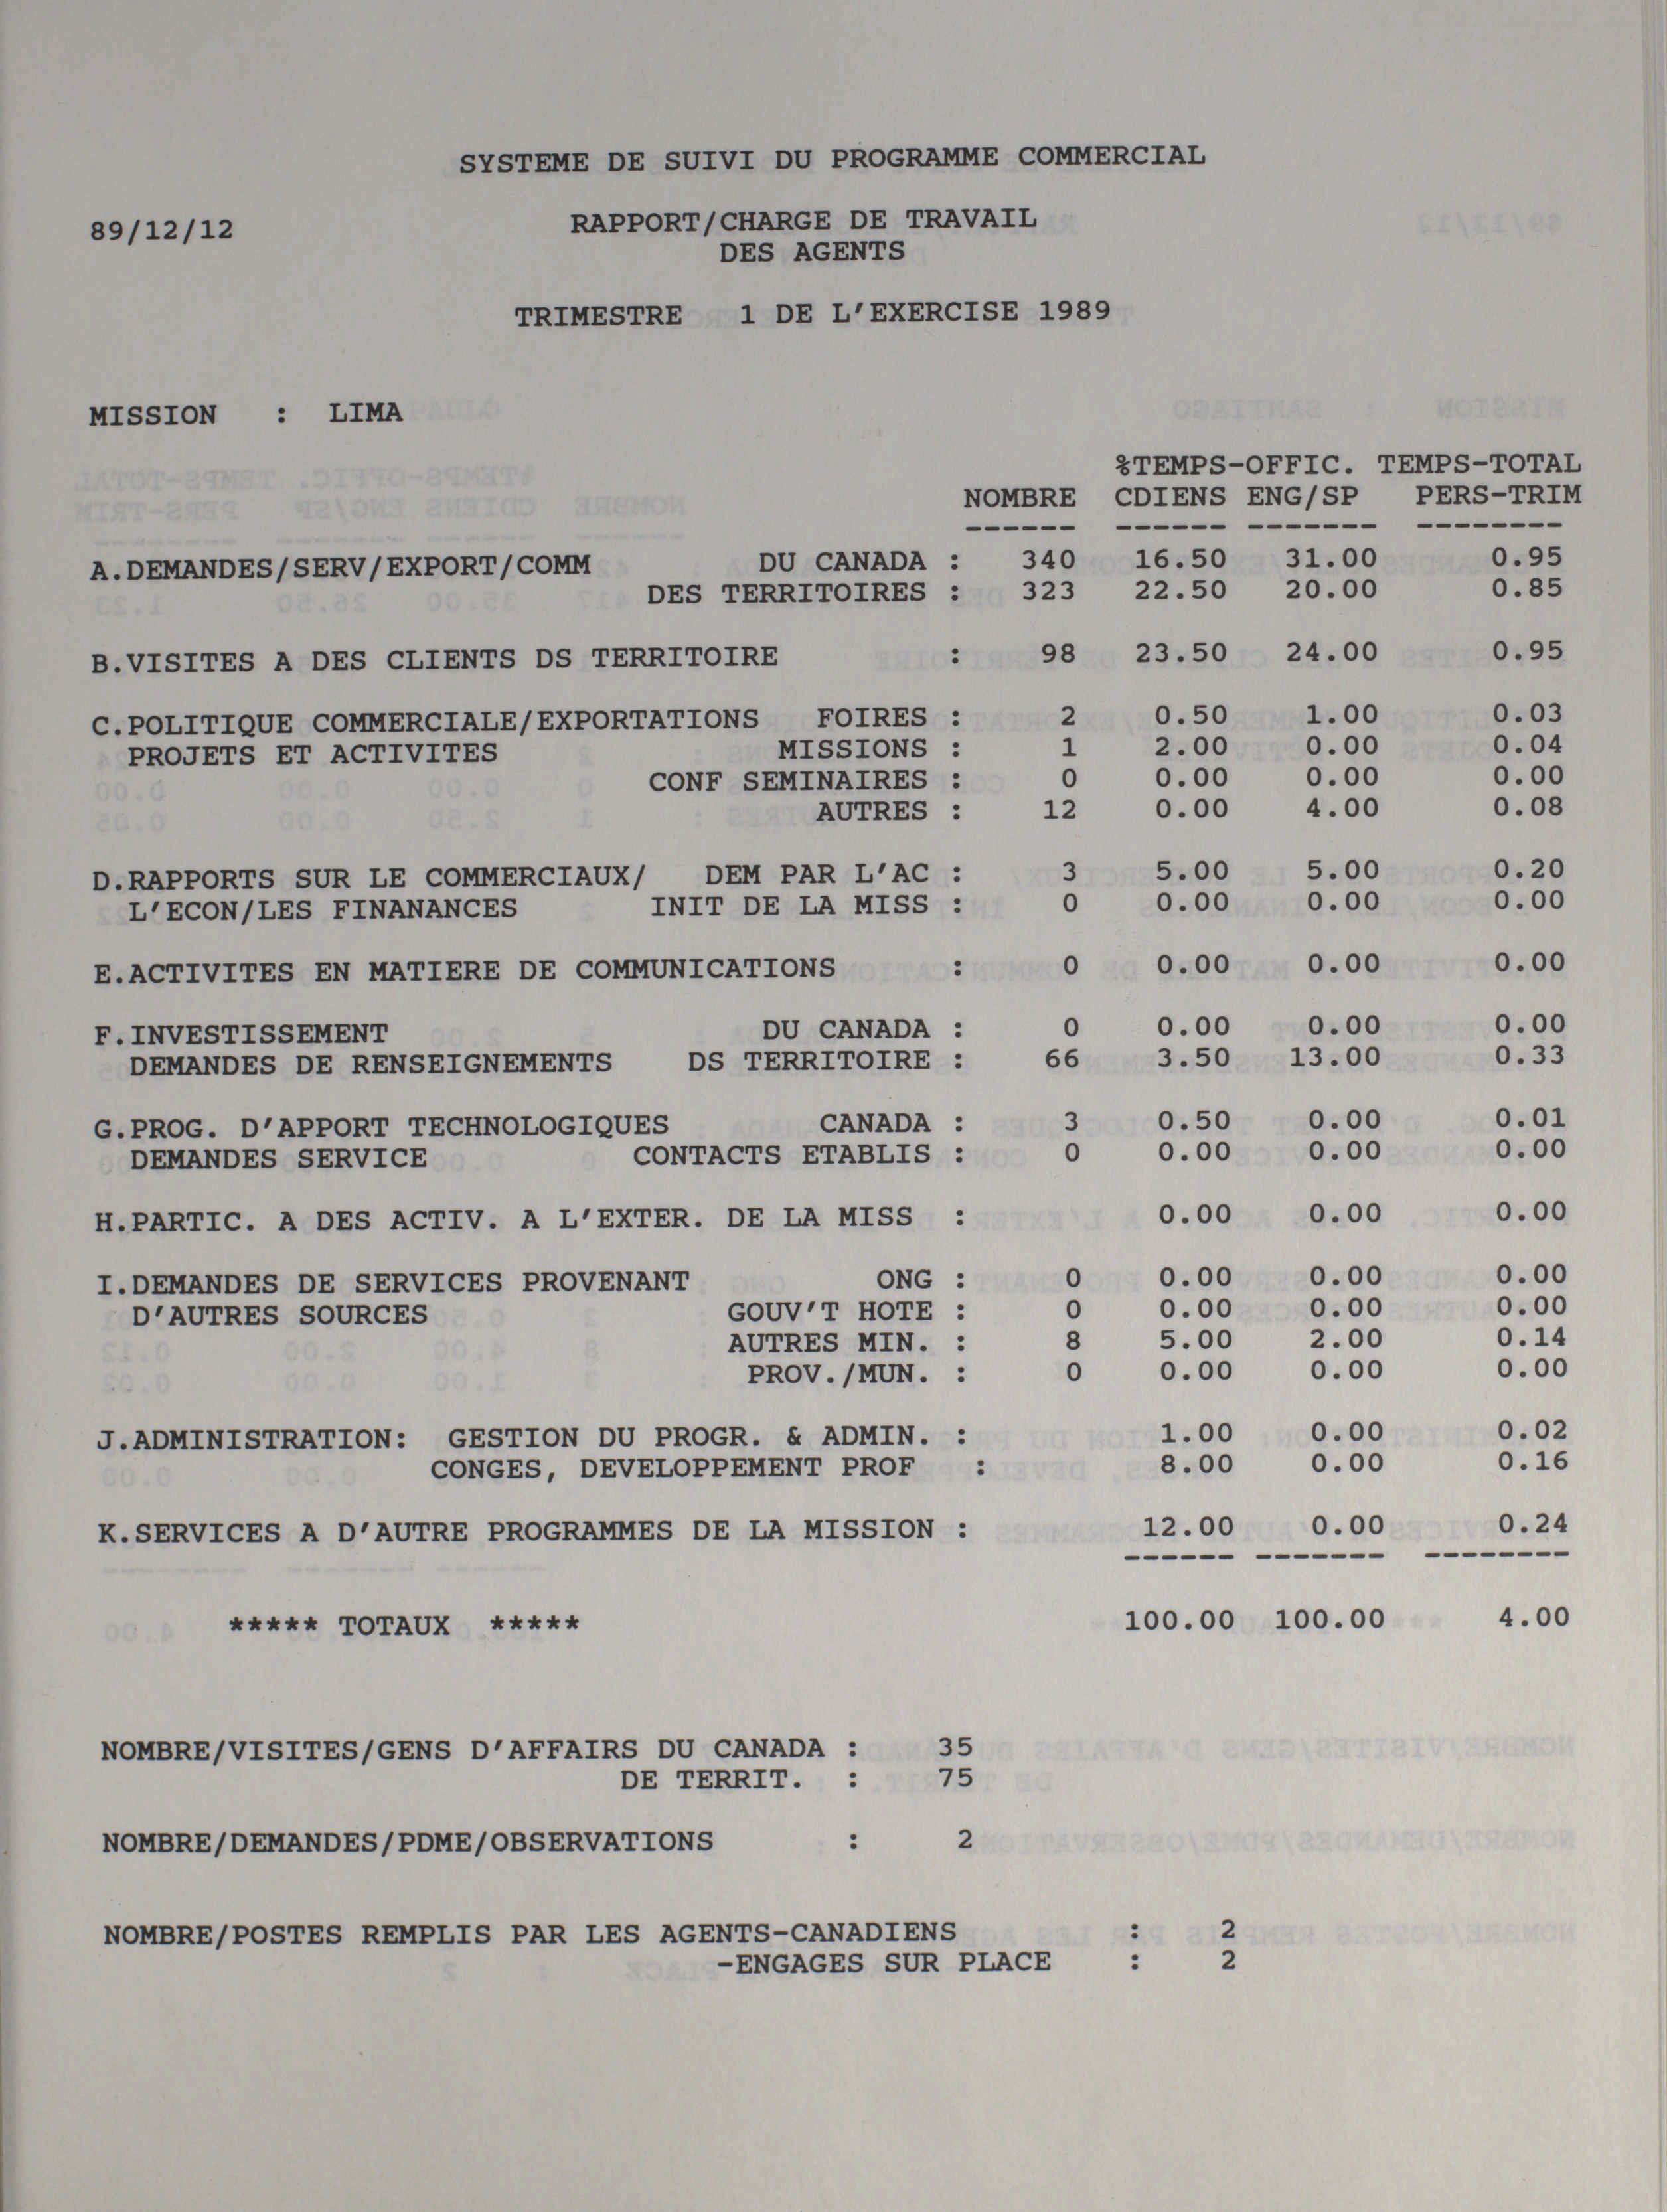 SYSTEME DE SUIVI DU PROGRAMME COMMERCIAL
89/12/12 RAPPORT/CHARGE DE TRAVAIL
DES AGENTS
TRIMESTRE 1 DE L'EXERCISE 1989
MISSION : LIMA
%TEMPS-OFFIC. TEMPS-TOTAL
NOMBRE CDIENS ENG/SP PERS-TRIM
------ ------ ------- --------
A.DEMANDES/SERV/EXPORT/COMM DU CANADA : 340 16.50 31.00 0.95
DES TERRITOIRES : 323 22.50 20.00 0.85
B.VISITES A DES CLIENTS DS TERRITOIRE : 98 23.50 24.00 0.95
C.POLITIQUE COMMERCIALE/EXPORTATIONS FOIRES : 2 0.50 1.00 0.03
PROJETS ET ACTIVITES MISSIONS : 1 2.00 0.00 0.04
CONF SEMINAIRES : 0 0.00 0.00 0.00
AUTRES : 12 0.00 4.00 0.08
D.RAPPORTS SUR LE COMMERCIAUX/ DEM PAR L'AC : 3 5.00 5.00 0.20
L'ECON/LES FINANANCES INIT DE LA MISS : 0 0.00 0.00 0.00
E.ACTIVITES EN MATIERE DE COMMUNICATIONS : 0 0.00 0.00 0.00
F.INVESTISSEMENT DU CANADA : 0 0.00 0.00 0.00
DEMANDES DE RENSEIGNEMENTS DS TERRITOIRE : 66 3.50 13.00 0.33
G.PROG. D'APPORT TECHNOLOGIQUES CANADA : 3 0.50 0.00 0.01
DEMANDES SERVICE CONTACTS ETABLIS : 0 0.00 0.00 0.00
H.PARTIC. A DES ACTIV. A L'EXTER. DE LA MISS : 0.00 0.00 0.00
I.DEMANDES DE SERVICES PROVENANT ONG : 0 0.00 0.00 0.00
D'AUTRES SOURCES GOUV'T HOTE : 0 0.00 0.00 0.00
AUTRES MIN. : 8 5.00 2.00 0.14
PROV./MUN. : 0 0.00 0.00 0.00
J.ADMINISTRATION: GESTION DU PROGR. & ADMIN. : 1.00 0.00 0.02
CONGES, DEVELOPPEMENT PROF : 8.00 0.00 0.16
K.SERVICES A D'AUTRE PROGRAMMES DE LA MISSION : 12.00 0.00 0.24
------ ------- --------
***** TOTAUX ***** 100.00 100.00 4.00
NOMBRE/VISITES/GENS D'AFFAIRS DU CANADA : 35
DE TERRIT. : 75
NOMBRE/DEMANDES/PDME/OBSERVATIONS : 2
NOMBRE/POSTES REMPLIS PAR LES AGENTS-CANADIENS : 2
-ENGAGES SUR PLACE : 2